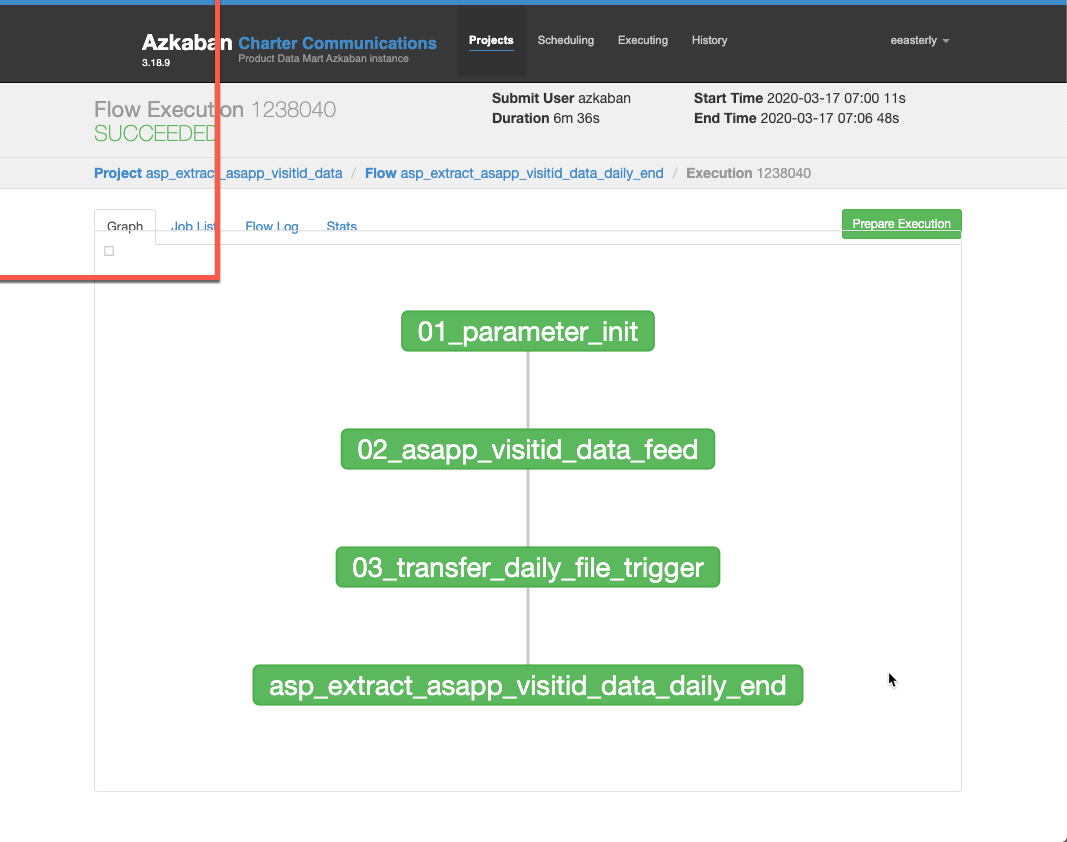 Azkaban Charter Communications
3.18.9 Product Data Mart Azkaban instance
Projects Scheduling Executing History eeasterly
Flow Execution 1238040
SUCCEEDED
Submit User azkaban
Duration 6m 36s
Start Time 2020-03-17 07:00 11s
End Time 2020-03-17 07:06 48s
Project asp_extract_asapp_visitid_data / Flow asp_extract_asapp_visitid_data_daily_end / Execution 1238040
Graph Job List Flow Log Stats Prepare Execution
01_parameter_init
02_asapp_visitid_data_feed
03_transfer_daily_file_trigger
asp_extract_asapp_visitid_data_daily_end